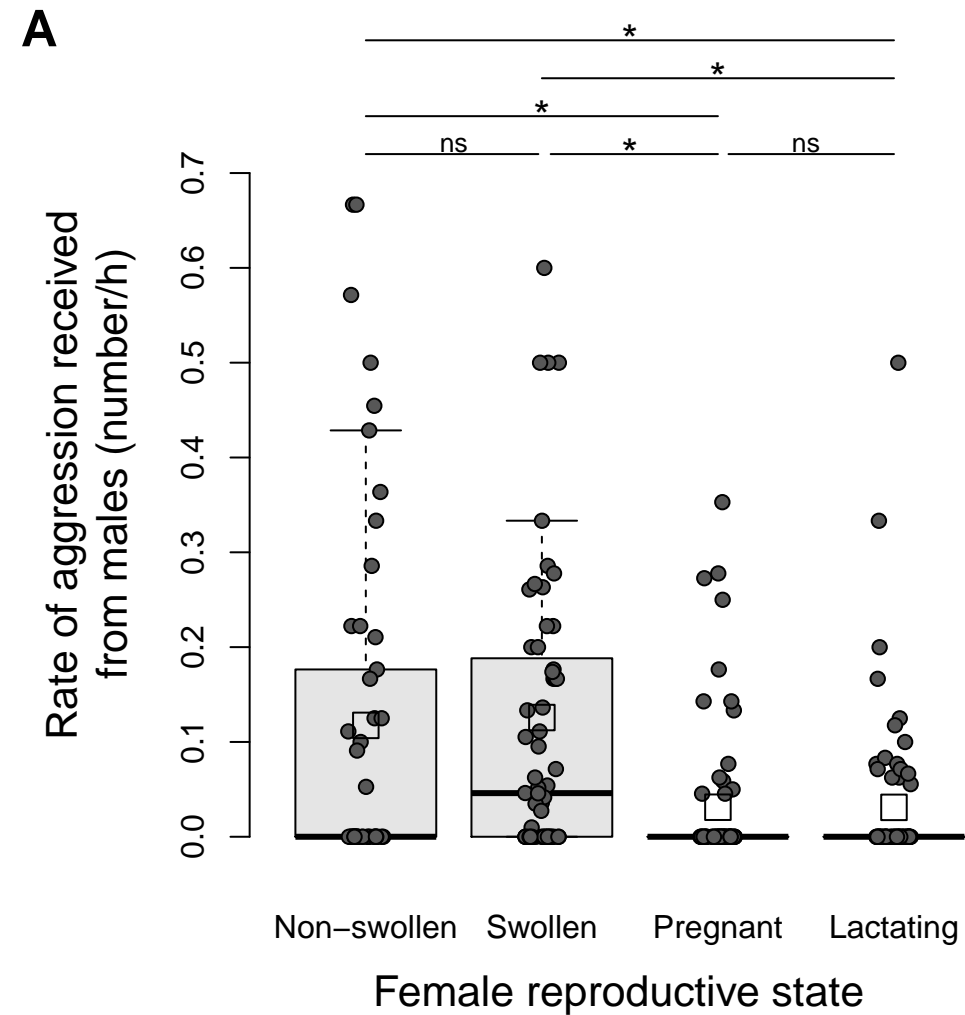 A
*
*
*
ns * ns
Rate of aggression received
from males (number/h)
0.7
0.6
0.5
0.4
0.3
0.2
0.1
0.0
Non−swollen Swollen Pregnant Lactating
Female reproductive state